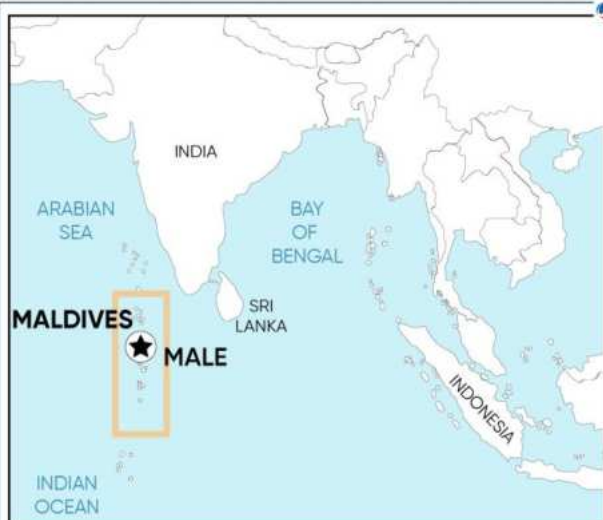 INDIA
ARABIAN
SEA
BAY
OF
BENGAL
SRI
LANKA
MALDIVES
MALE
INDONESIA
INDIAN
OCEAN